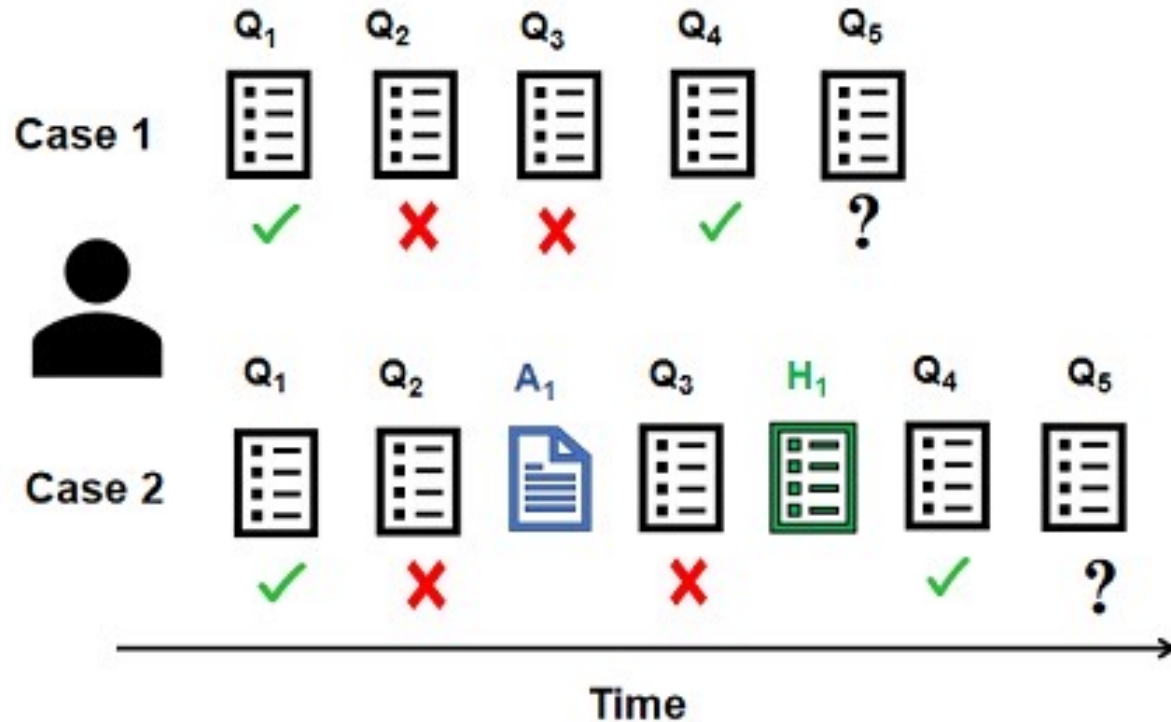 Q₁ Q₂ Q₃ Q₄ Q₅
Case 1
?
Q₁ Q₂ A₁ Q₃ H₁ Q₄ Q₅
Case 2
?
Time